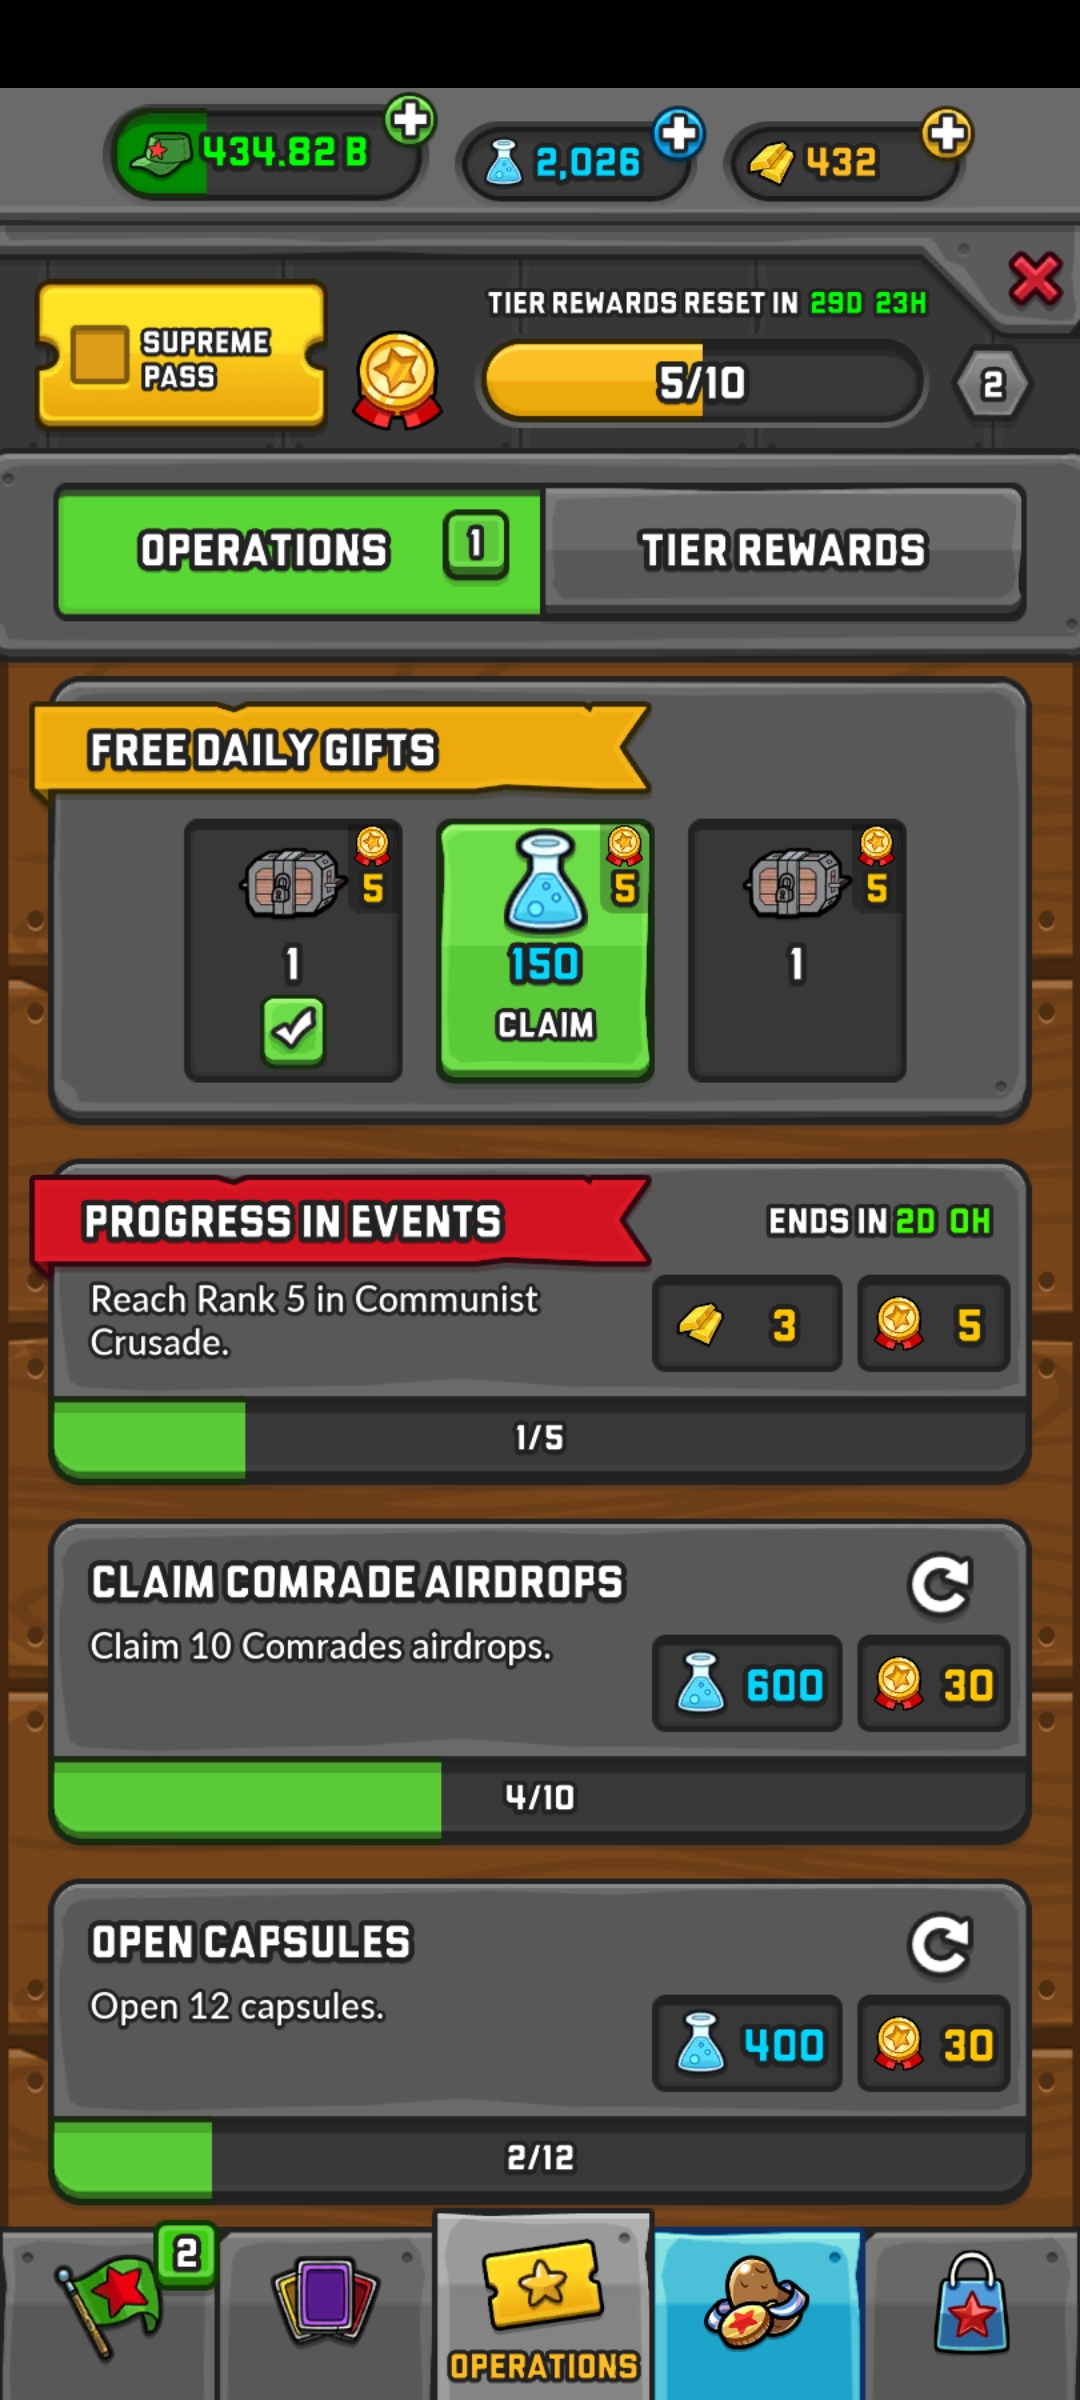 434.82 B
2,026
432
SUPREME
PASS
TIER REWARDS RESET IN 29D 23H
5/10
2
OPERATIONS 1
TIER REWARDS
FREE DAILY GIFTS
5
1
5
150
CLAIM
5
1
PROGRESS IN EVENTS
ENDS IN 2D 0H
Reach Rank 5 in Communist
Crusade.
3
5
1/5
CLAIM COMRADE AIRDROPS
Claim 10 Comrades airdrops.
600
30
4/10
OPEN CAPSULES
Open 12 capsules.
400
30
2/12
2
OPERATIONS